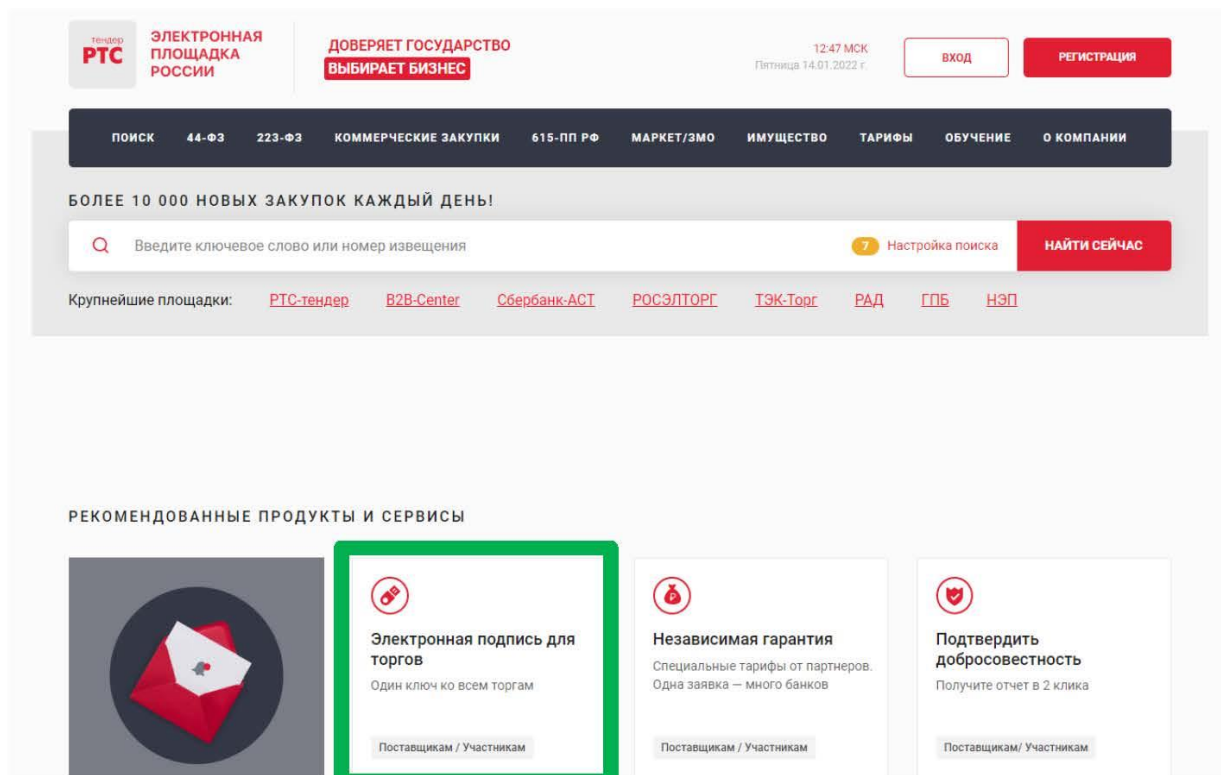 тендер
РТС
ЭЛЕКТРОННАЯ
ПЛОЩАДКА
РОССИИ
ДОВЕРЯЕТ ГОСУДАРСТВО
ВЫБИРАЕТ БИЗНЕС
12:47 МСК
Пятница 14.01.2022 г.
ВХОД
РЕГИСТРАЦИЯ
ПОИСК 44-ФЗ 223-ФЗ КОММЕРЧЕСКИЕ ЗАКУПКИ 615-ПП РФ МАРКЕТ/ЗМО ИМУЩЕСТВО ТАРИФЫ ОБУЧЕНИЕ О КОМПАНИИ
БОЛЕЕ 10 000 НОВЫХ ЗАКУПОК КАЖДЫЙ ДЕНЬ!
Введите ключевое слово или номер извещения 7 Настройка поиска НАЙТИ СЕЙЧАС
Крупнейшие площадки: РТС-тендер B2B-Center Сбербанк-АСТ РОСЭЛТОРГ ТЭК-Торг РАД ГПБ НЭП
РЕКОМЕНДОВАННЫЕ ПРОДУКТЫ И СЕРВИСЫ
Электронная подпись для
торгов
Один ключ ко всем торгам
Поставщикам / Участникам
Независимая гарантия
Специальные тарифы от партнеров.
Одна заявка — много банков
Поставщикам / Участникам
Подтвердить
добросовестность
Получите отчет в 2 клика
Поставщикам/ Участникам